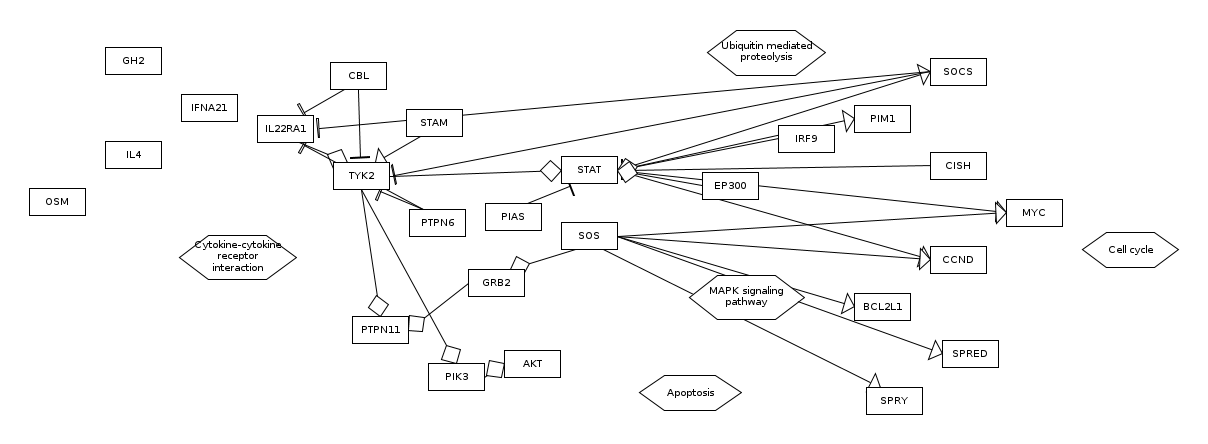 Ubiquitin mediated
proteolysis
GH2
CBL
SOCS
IFNA21
PIM1
IL22RA1
STAM
IRF9
IL4
TYK2
STAT
CISH
EP300
OSM
PTPN6
PIAS
MYC
SOS
Cytokine-cytokine
receptor
interaction
Cell cycle
CCND
GRB2
MAPK signaling
pathway
BCL2L1
PTPN11
SPRED
AKT
PIK3
Apoptosis
SPRY